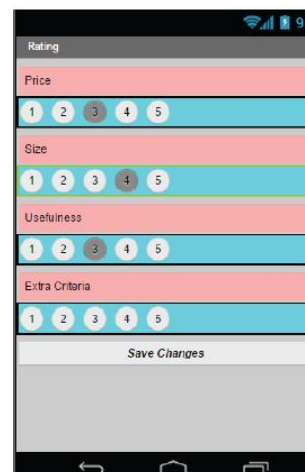 9
Rating
Price
1 2 3 4 5
Size
1 2 3 4 5
Usefulness
1 2 3 4 5
Extra Criteria
1 2 3 4 5
Save Changes